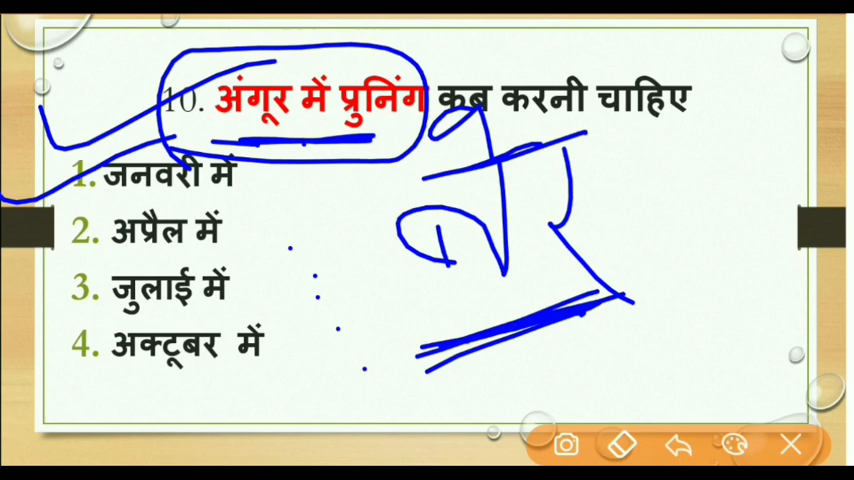 10. अंगूर में प्रुनिंग कब करनी चाहिए
1. जनवरी में
2. अप्रैल में
3. जुलाई में
4. अक्टूबर में